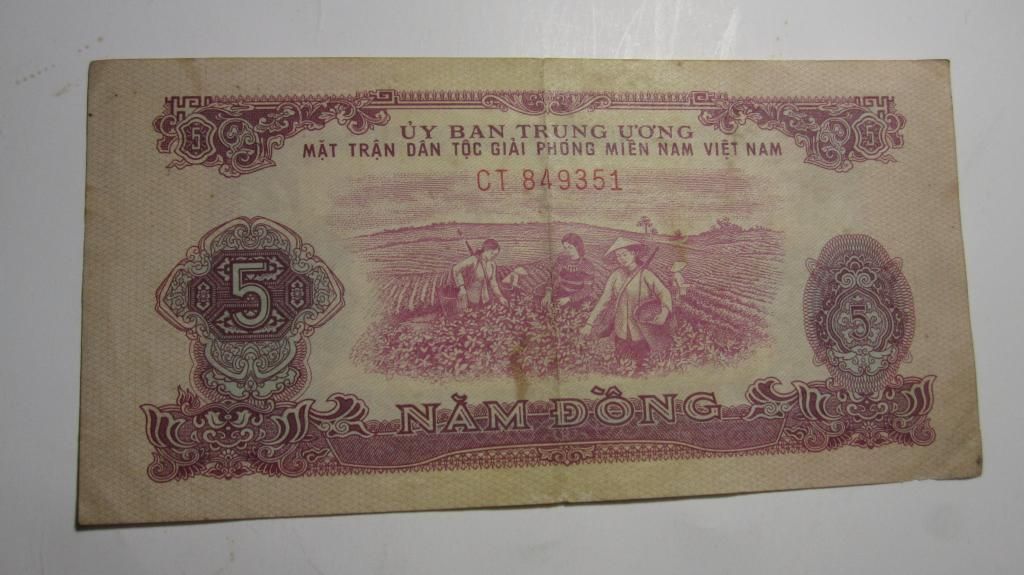 5 5
ỦY BAN TRUNG ƯƠNG
MẶT TRẬN DÂN TỘC GIẢI PHÓNG MIỀN NAM VIỆT NAM
CT 849351
5 5
NĂM ĐỒNG